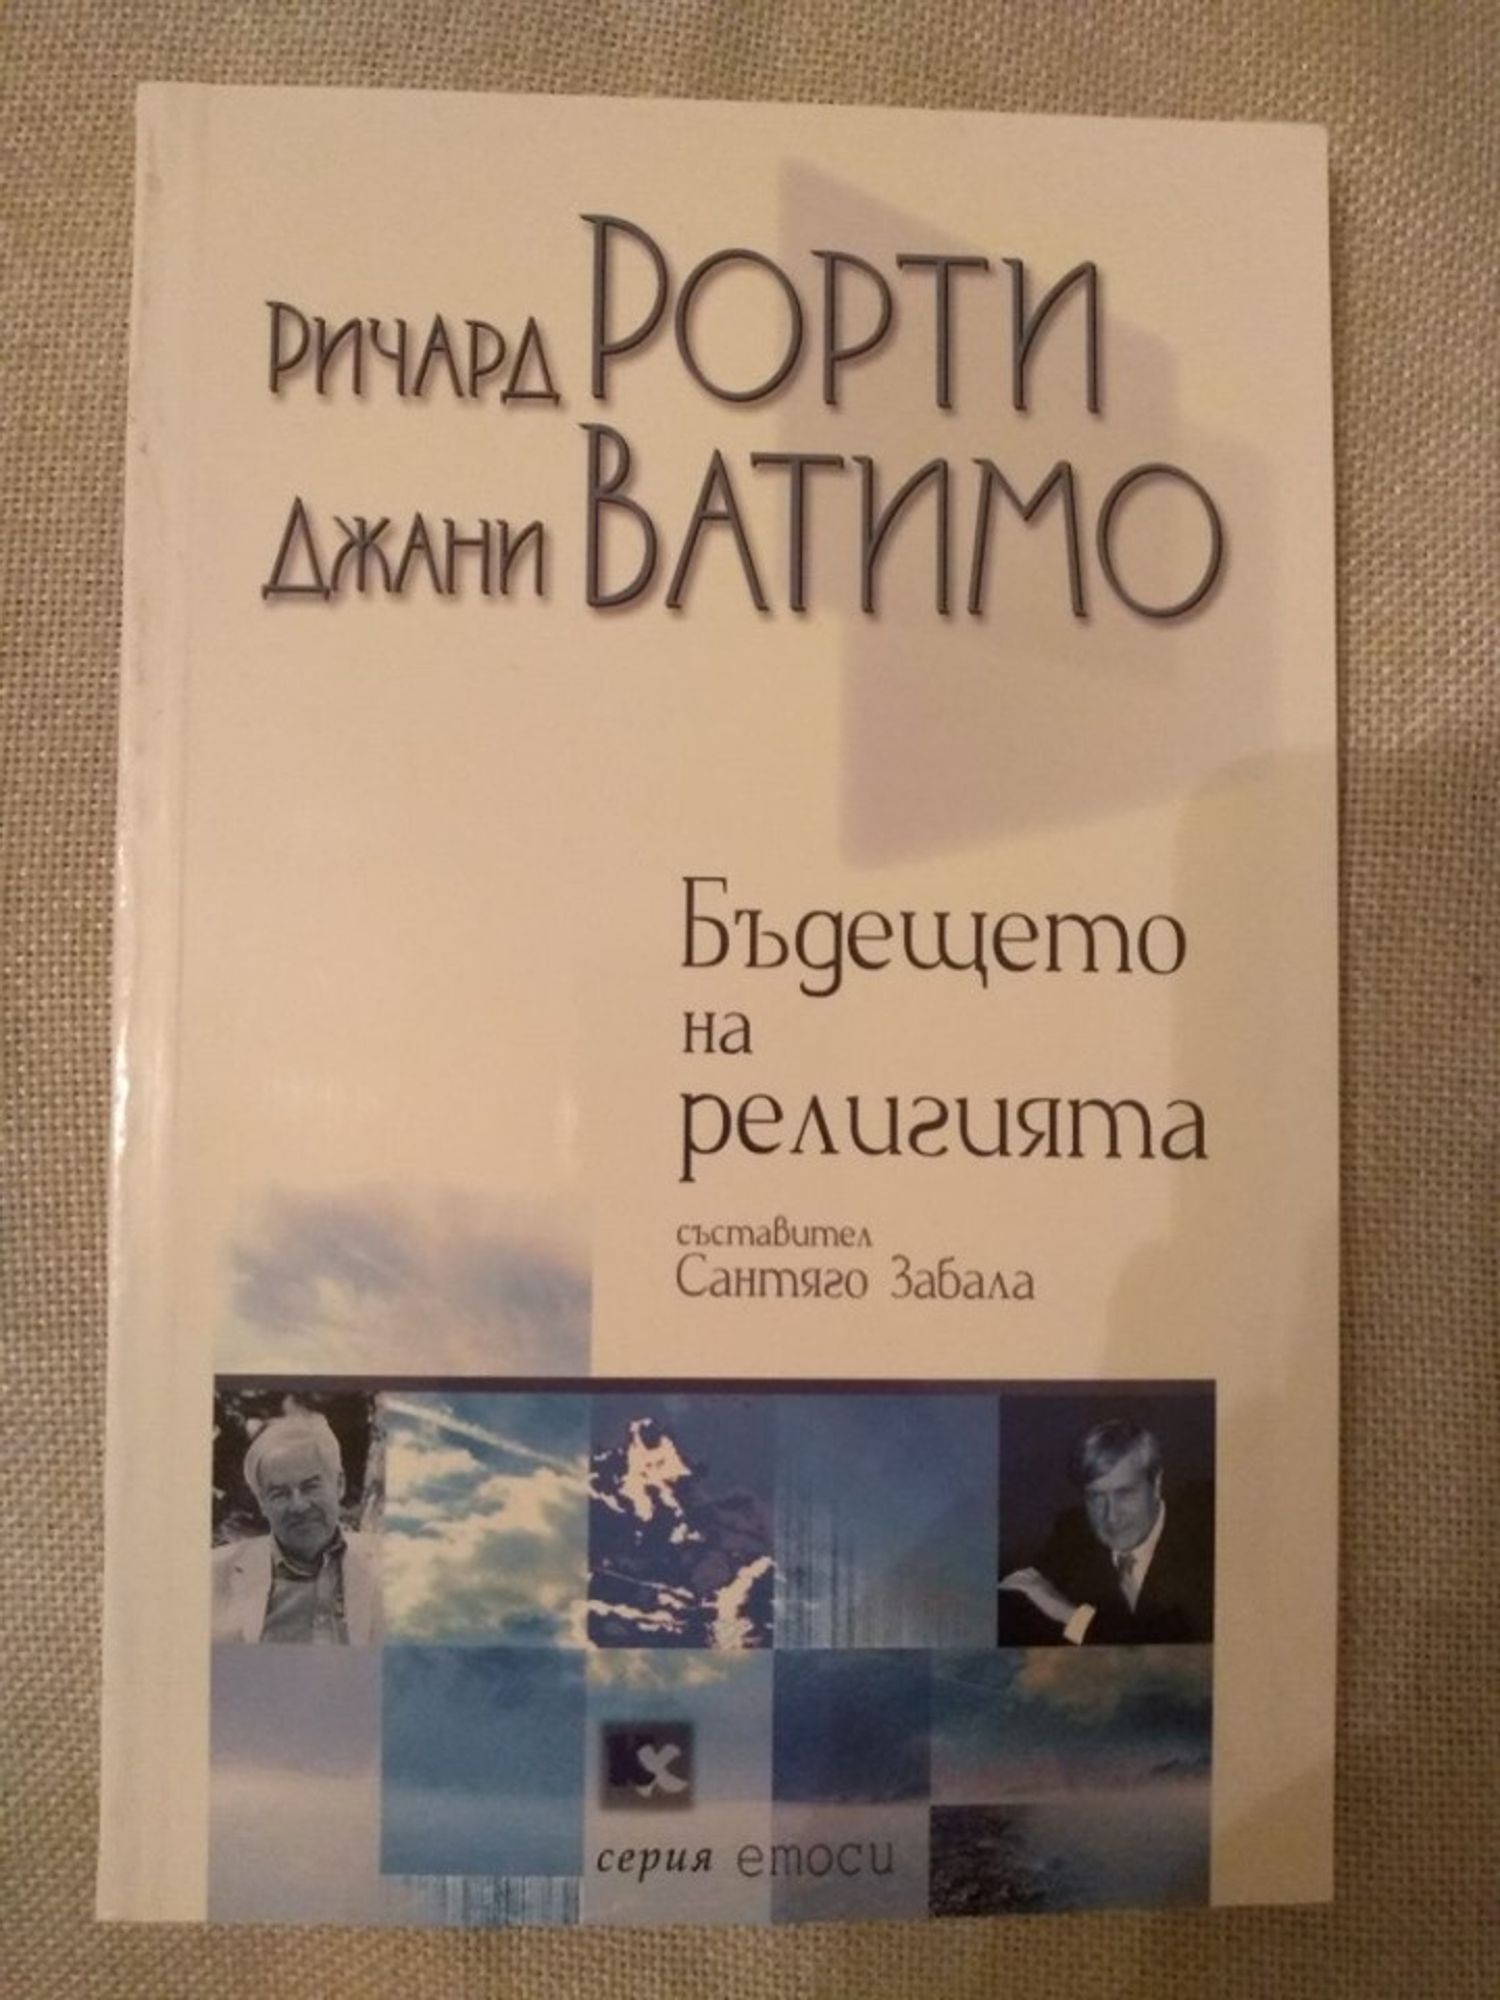 Ричард РОРТИ
Джани ВАТИМО
Бъдещето
на
религията
съставител
Сантяго Забала
серия етоси